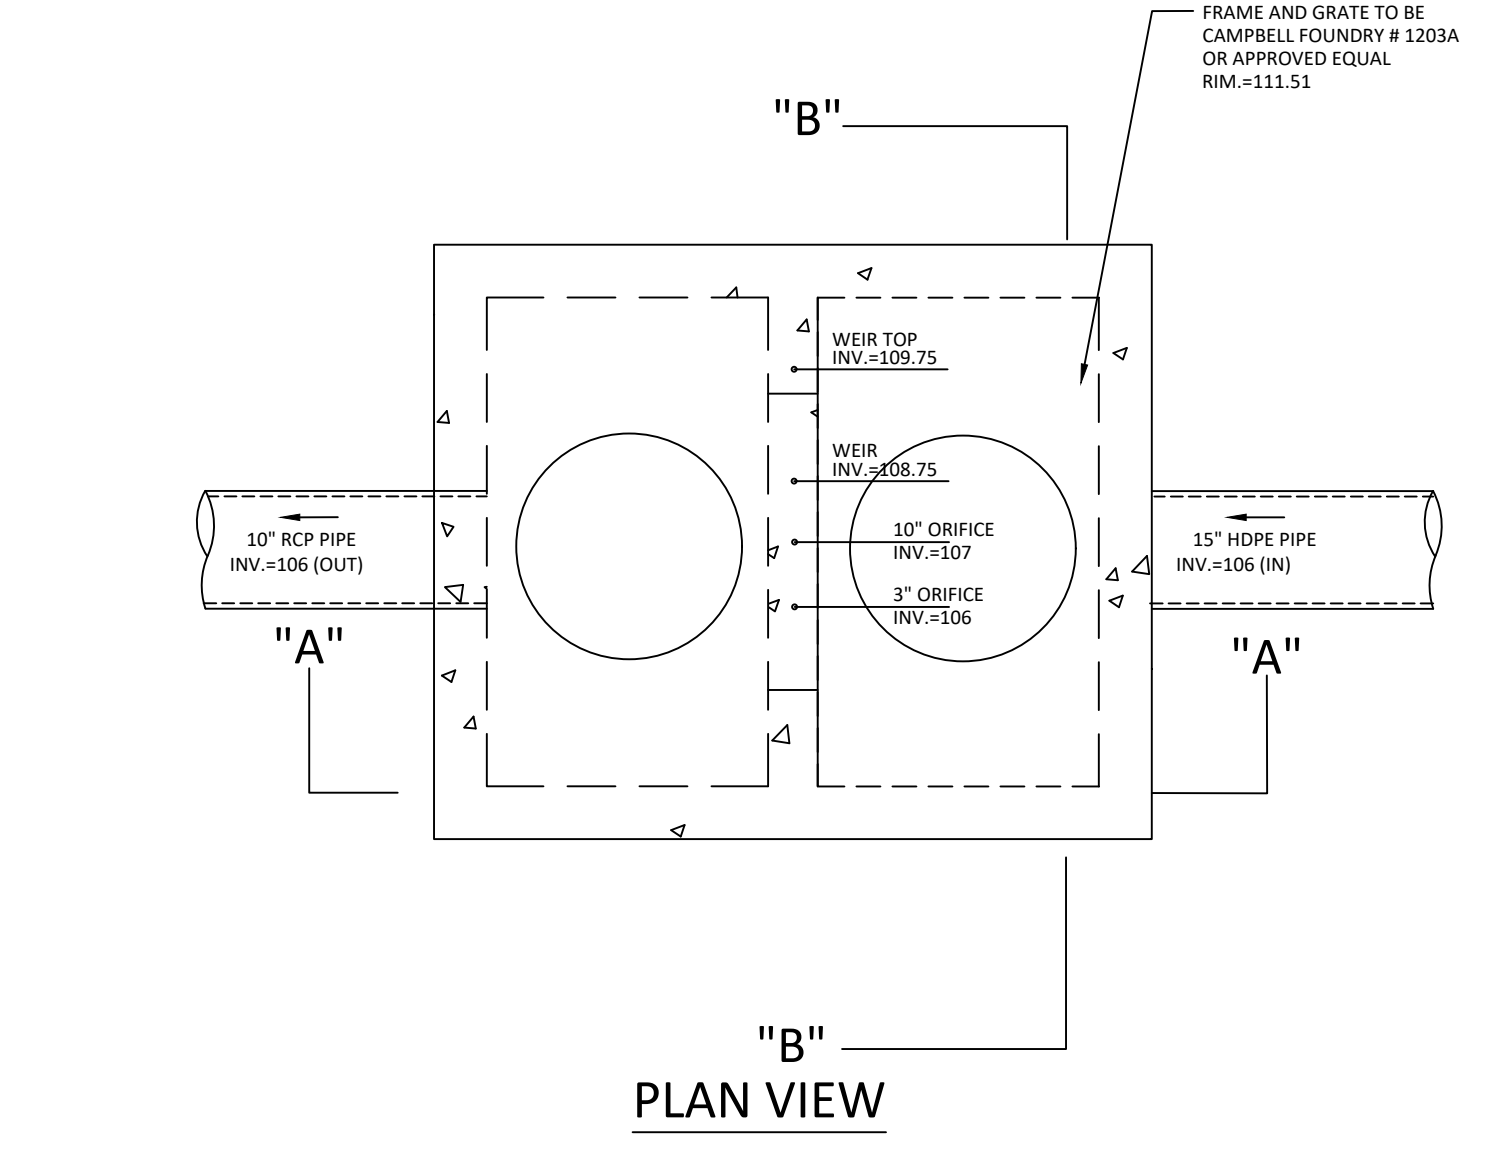 FRAME AND GRATE TO BE
CAMPBELL FOUNDRY # 1203A
OR APPROVED EQUAL
RIM.=111.51
"B"
WEIR TOP
INV.=109.75
WEIR
INV.=108.75
10" ORIFICE
INV.=107
3" ORIFICE
INV.=106
10" RCP PIPE
INV.=106 (OUT)
15" HDPE PIPE
INV.=106 (IN)
"A"
"A"
"B"
PLAN VIEW